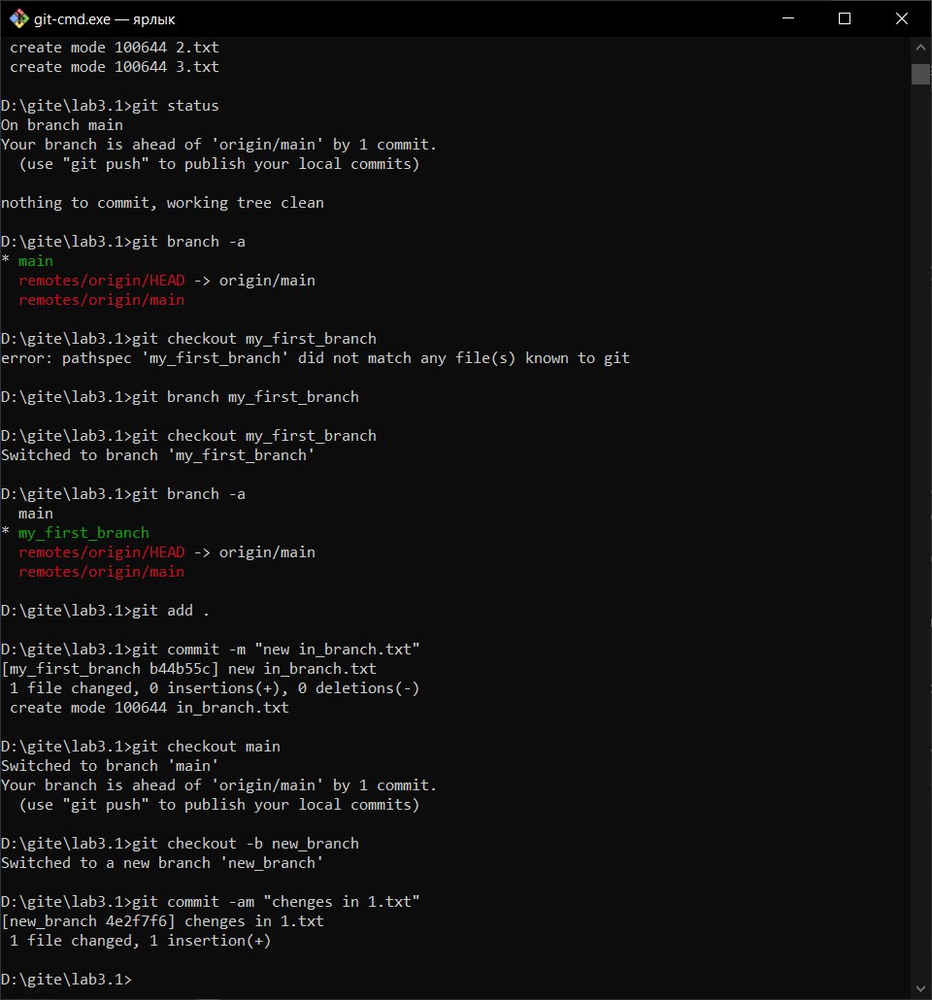 git-cmd.exe — ярлык
create mode 100644 2.txt
create mode 100644 3.txt
D:\gite\lab3.1>git status
On branch main
Your branch is ahead of 'origin/main' by 1 commit.
(use "git push" to publish your local commits)
nothing to commit, working tree clean
D:\gite\lab3.1>git branch -a
* main
remotes/origin/HEAD -> origin/main
remotes/origin/main
D:\gite\lab3.1>git checkout my_first_branch
error: pathspec 'my_first_branch' did not match any file(s) known to git
D:\gite\lab3.1>git branch my_first_branch
D:\gite\lab3.1>git checkout my_first_branch
Switched to branch 'my_first_branch'
D:\gite\lab3.1>git branch -a
main
* my_first_branch
remotes/origin/HEAD -> origin/main
remotes/origin/main
D:\gite\lab3.1>git add .
D:\gite\lab3.1>git commit -m "new in_branch.txt"
[my_first_branch b44b55c] new in_branch.txt
1 file changed, 0 insertions(+), 0 deletions(-)
create mode 100644 in_branch.txt
D:\gite\lab3.1>git checkout main
Switched to branch 'main'
Your branch is ahead of 'origin/main' by 1 commit.
(use "git push" to publish your local commits)
D:\gite\lab3.1>git checkout -b new_branch
Switched to a new branch 'new_branch'
D:\gite\lab3.1>git commit -am "chenges in 1.txt"
[new_branch 4e2f7f6] chenges in 1.txt
1 file changed, 1 insertion(+)
D:\gite\lab3.1>